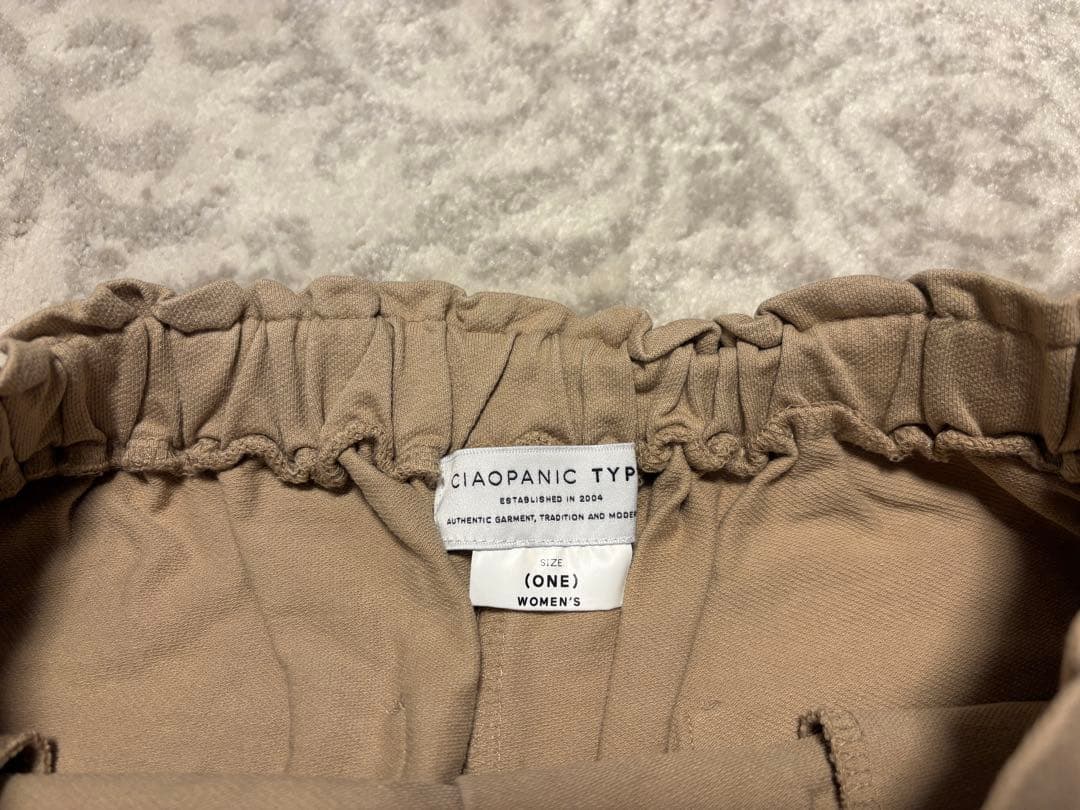 CIAOPANIC TYP
ESTABLISHED IN 2004
AUTHENTIC GARMENT, TRADITION AND MODER
SIZE
(ONE)
WOMEN'S